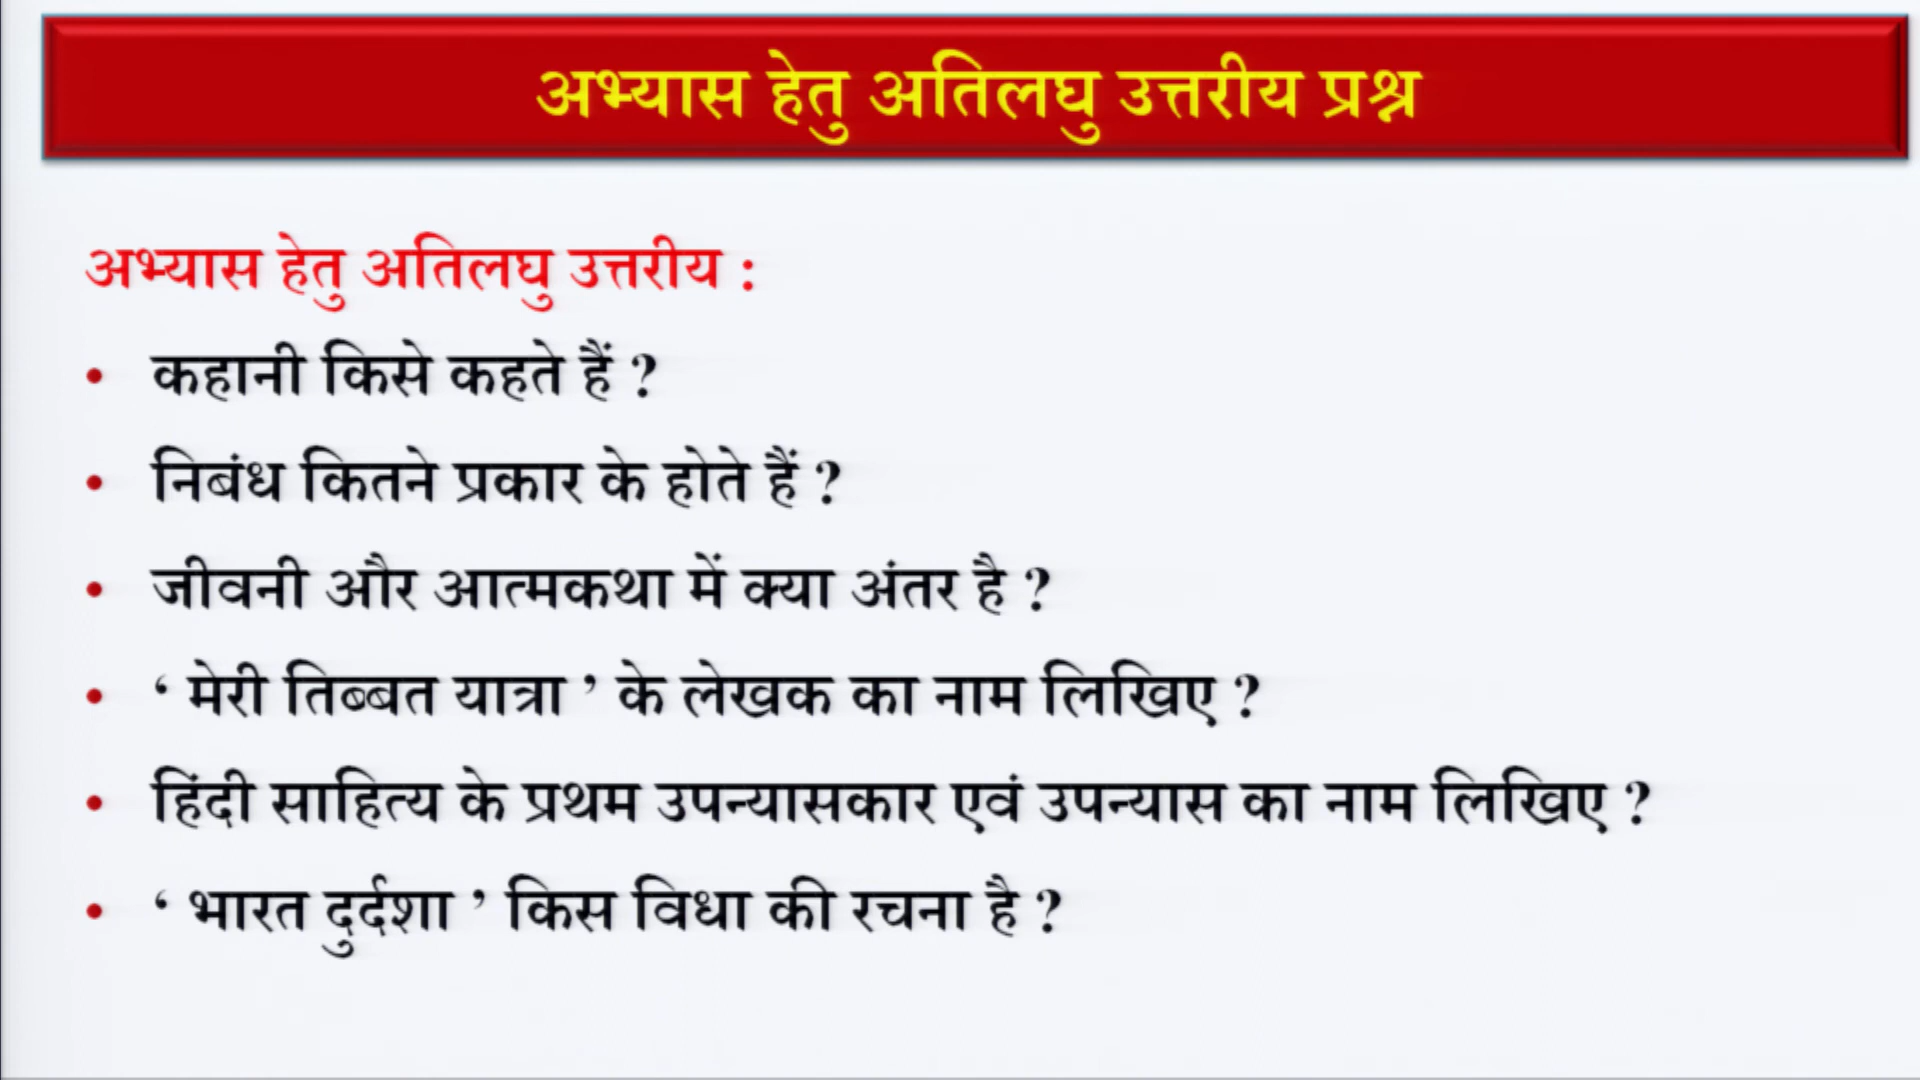 अभ्यास हेतु अतिलघु उत्तरीय प्रश्न
अभ्यास हेतु अतिलघु उत्तरीय :
• कहानी किसे कहते हैं ?
• निबंध कितने प्रकार के होते हैं ?
• जीवनी और आत्मकथा में क्या अंतर है ?
• ‘ मेरी तिब्बत यात्रा ’ के लेखक का नाम लिखिए ?
• हिंदी साहित्य के प्रथम उपन्यासकार एवं उपन्यास का नाम लिखिए ?
• ‘ भारत दुर्दशा ’ किस विधा की रचना है ?